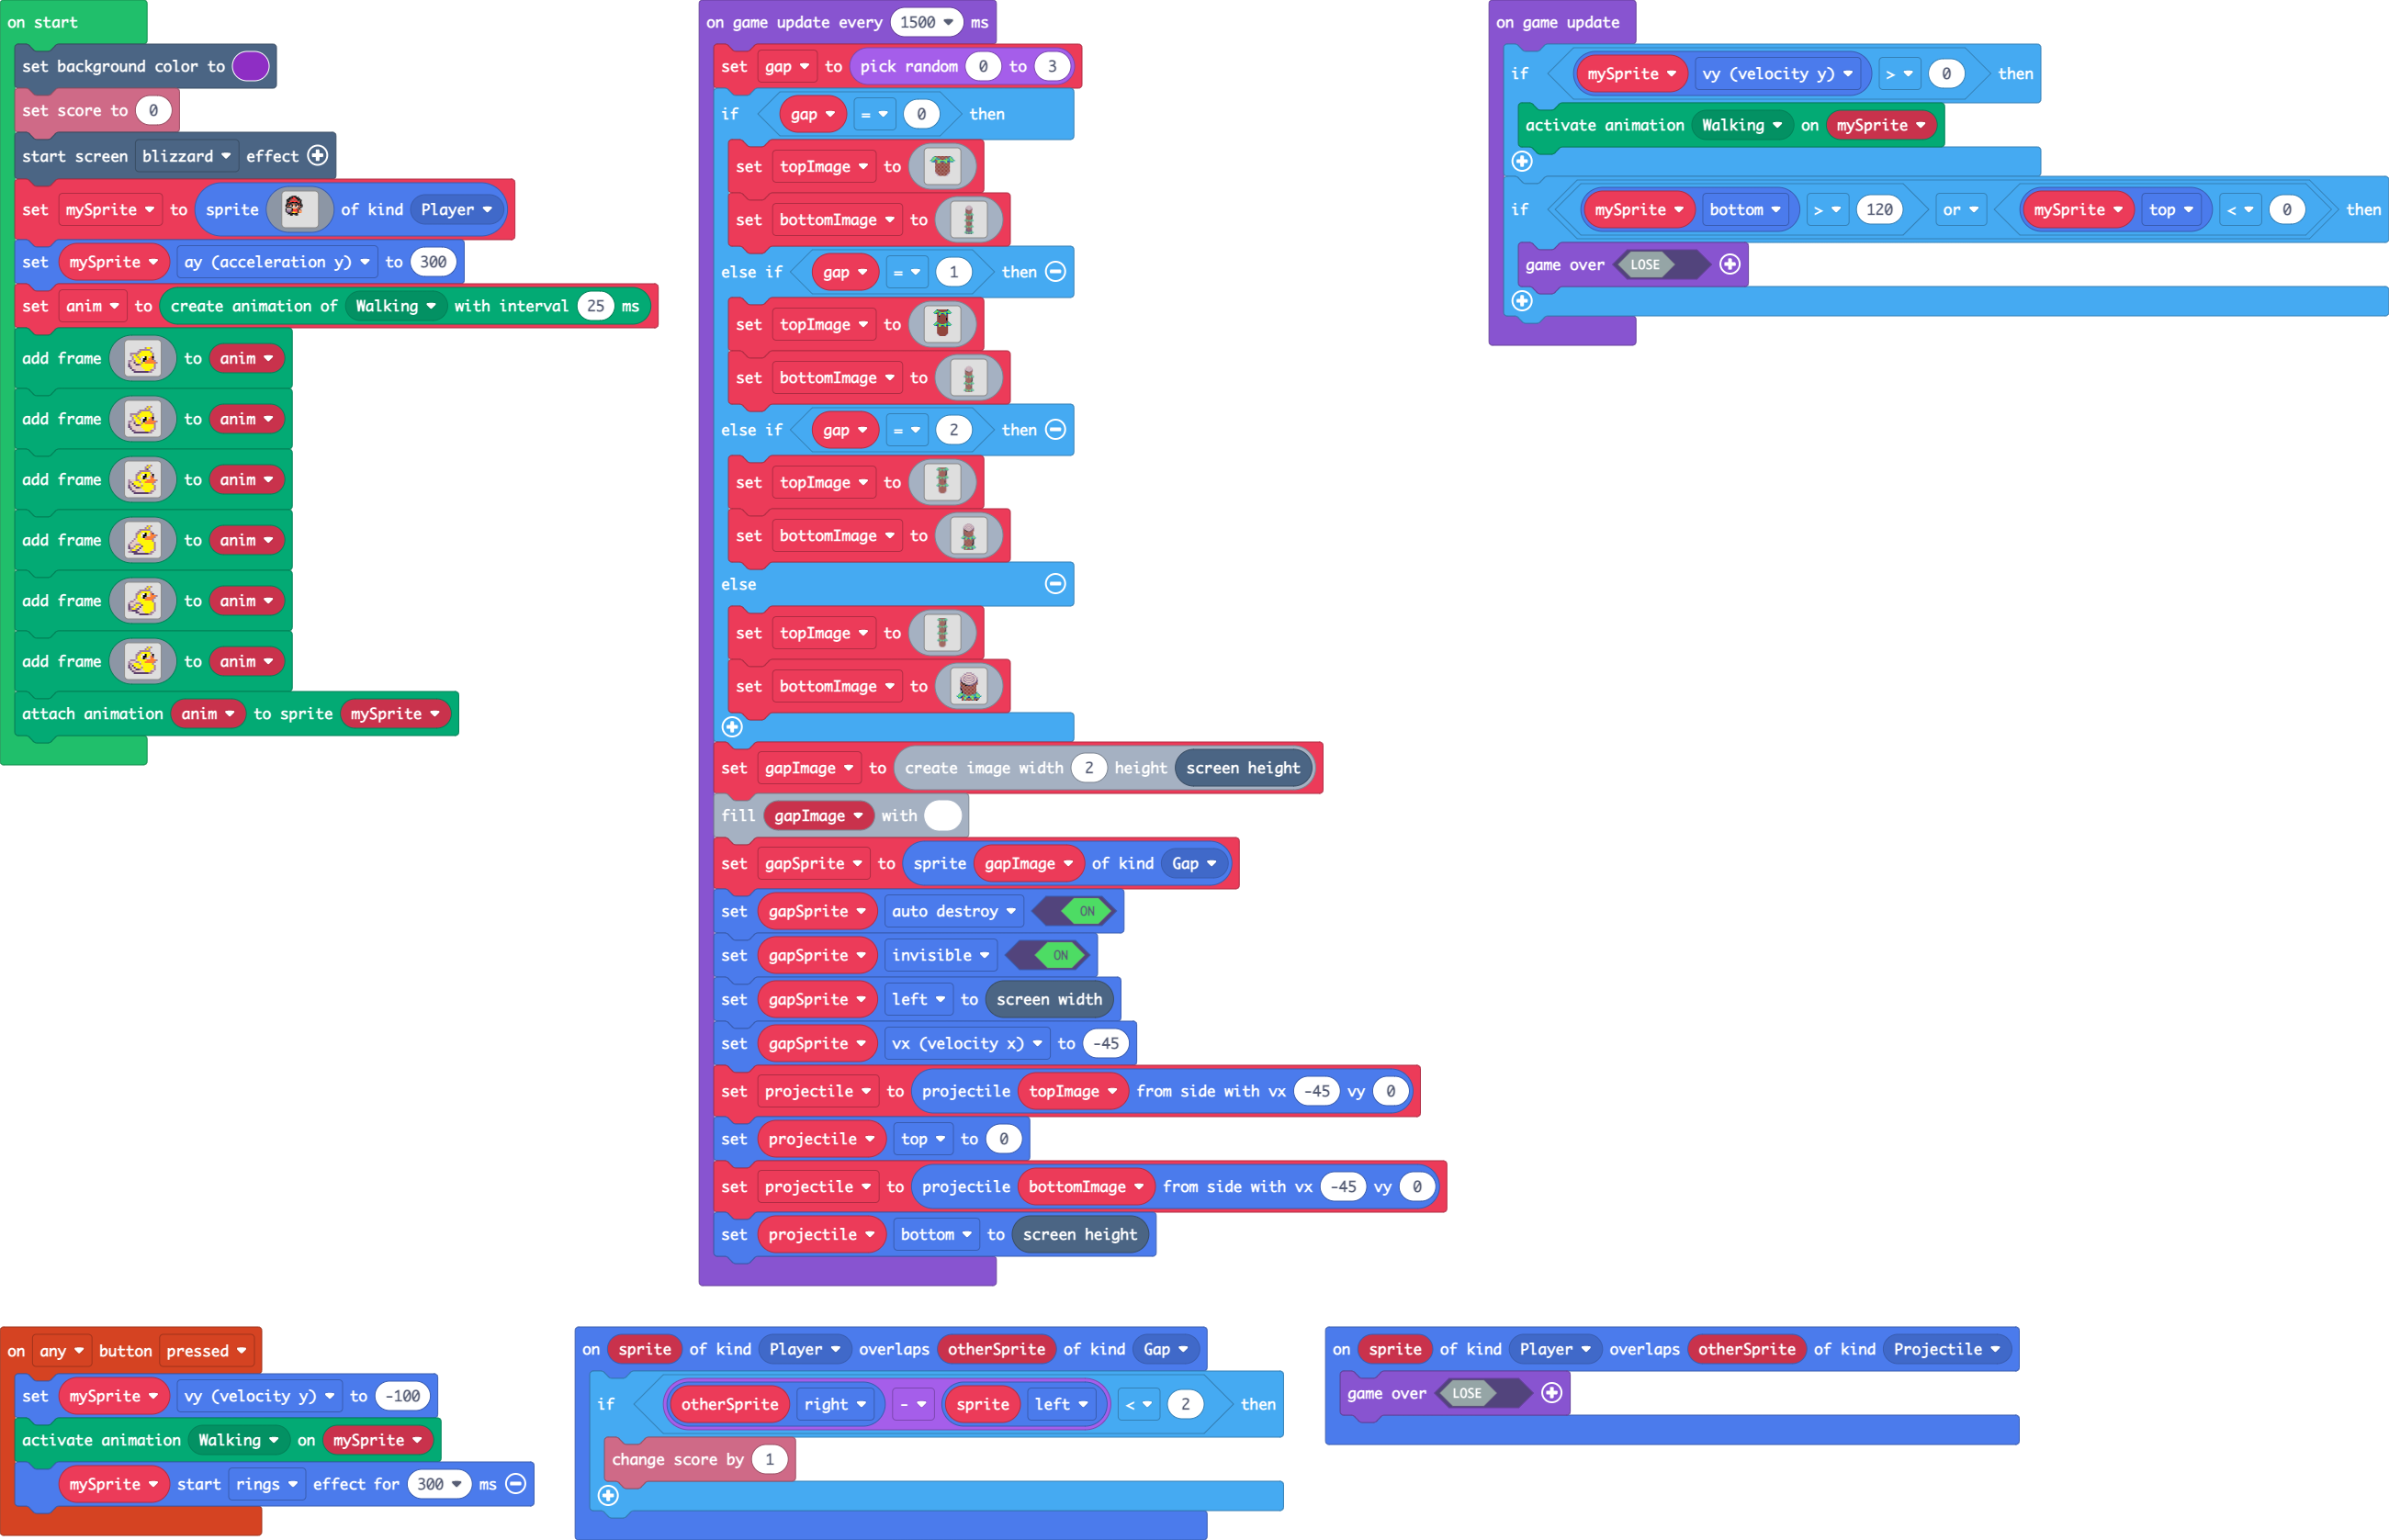 on start
set background color to
set score to 0
start screen blizzard effect
set mySprite to sprite of kind Player
set mySprite ay (acceleration y) to 300
set anim to create animation of Walking with interval 25 ms
add frame to anim
add frame to anim
add frame to anim
add frame to anim
add frame to anim
add frame to anim
attach animation anim to sprite mySprite
on game update every 1500 ms
set gap to pick random 0 to 3
if gap = 0 then
set topImage to
set bottomImage to
else if gap = 1 then
set topImage to
set bottomImage to
else if gap = 2 then
set topImage to
set bottomImage to
else
set topImage to
set bottomImage to
set gapImage to create image width 2 height screen height
fill gapImage with
set gapSprite to sprite gapImage of kind Gap
set gapSprite auto destroy ON
set gapSprite invisible ON
set gapSprite left to screen width
set gapSprite vx (velocity x) to -45
set projectile to projectile topImage from side with vx -45 vy 0
set projectile top to 0
set projectile to projectile bottomImage from side with vx -45 vy 0
set projectile bottom to screen height
on game update
if mySprite vy (velocity y) > 0 then
activate animation Walking on mySprite
if mySprite bottom > 120 or mySprite top < 0 then
game over LOSE
on any button pressed
set mySprite vy (velocity y) to -100
activate animation Walking on mySprite
mySprite start rings effect for 300 ms
on sprite of kind Player overlaps otherSprite of kind Gap
if otherSprite right - sprite left < 2 then
change score by 1
on sprite of kind Player overlaps otherSprite of kind Projectile
game over LOSE